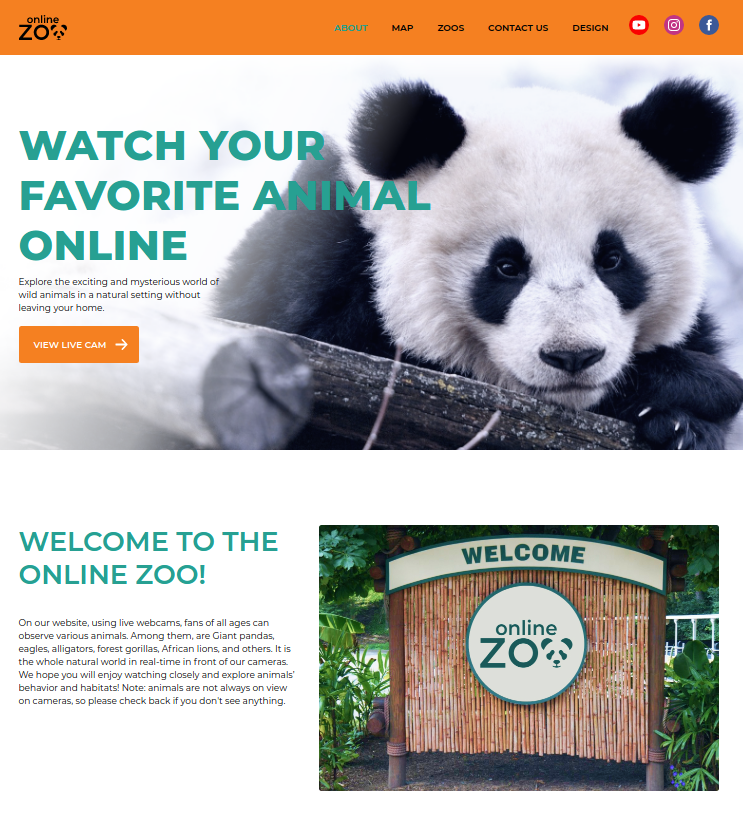 online
ZOO
ABOUT
MAP
ZOOS
CONTACT US
DESIGN
WATCH YOUR
FAVORITE ANIMAL
ONLINE
Explore the exciting and mysterious world of
wild animals in a natural setting without
leaving your home.
VIEW LIVE CAM
WELCOME TO THE
ONLINE ZOO!
On our website, using live webcams, fans of all ages can
observe various animals. Among them, are Giant pandas,
eagles, alligators, forest gorillas, African lions, and others. It is
the whole natural world in real-time in front of our cameras.
We hope you will enjoy watching closely and explore animals'
behavior and habitats! Note: animals are not always on view
on cameras, so please check back if you don't see anything.
WELCOME
online
ZOO